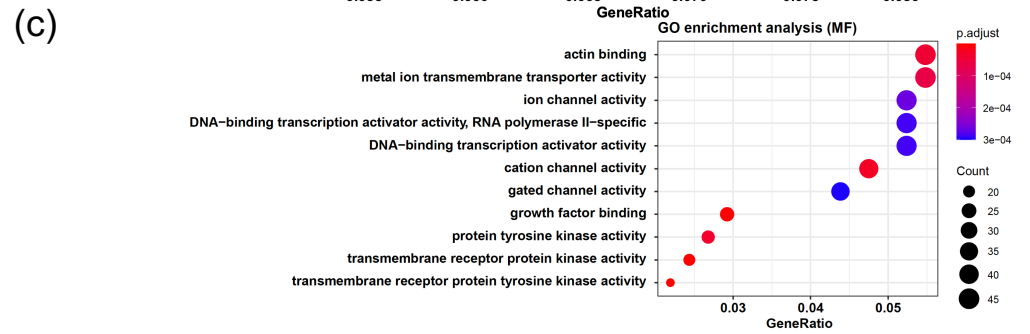 (c)
GeneRatio
GO enrichment analysis (MF)
actin binding
metal ion transmembrane transporter activity
ion channel activity
DNA−binding transcription activator activity, RNA polymerase II−specific
DNA−binding transcription activator activity
cation channel activity
gated channel activity
growth factor binding
protein tyrosine kinase activity
transmembrane receptor protein kinase activity
transmembrane receptor protein tyrosine kinase activity
0.03 0.04 0.05
GeneRatio
p.adjust
1e−04
2e−04
3e−04
Count
20
25
30
35
40
45